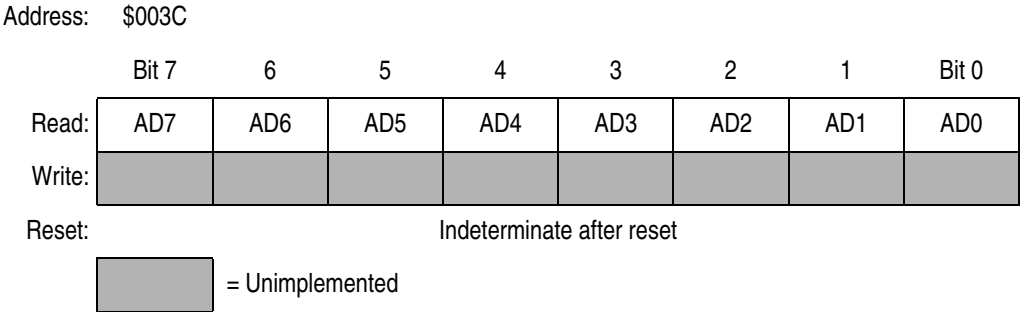 Address: $003C
Bit 7 6 5 4 3 2 1 Bit 0
Read: AD7 AD6 AD5 AD4 AD3 AD2 AD1 AD0
Write:
Reset: Indeterminate after reset
= Unimplemented